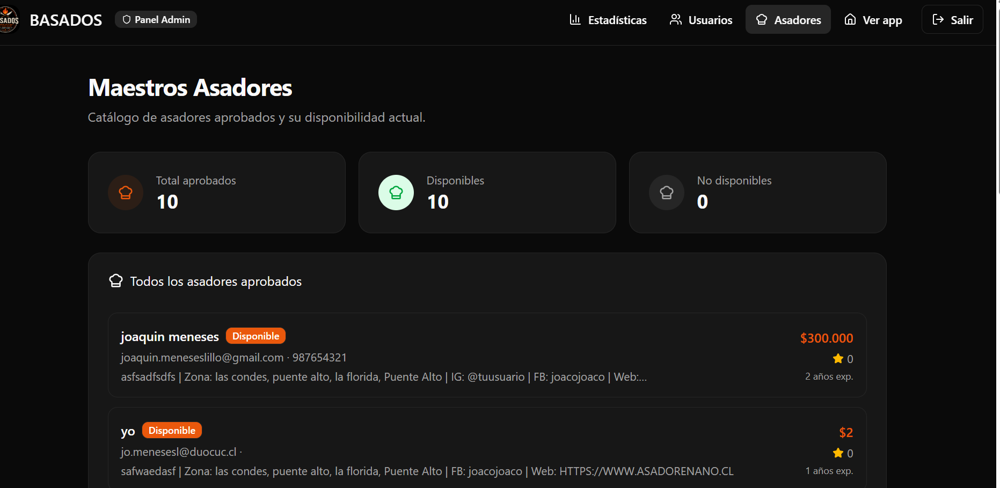 SADOS
BASADOS
Panel Admin
Estadísticas
Usuarios
Asadores
Ver app
Salir
Maestros Asadores
Catálogo de asadores aprobados y su disponibilidad actual.
Total aprobados
10
Disponibles
10
No disponibles
0
Todos los asadores aprobados
joaquin meneses Disponible
$300.000
joaquin.meneseslillo@gmail.com · 987654321
0
asfsadfsdfs | Zona: las condes, puente alto, la florida, Puente Alto | IG: @tuusuario | FB: joacojoaco | Web:...
2 años exp.
yo Disponible
$2
jo.menesesl@duocuc.cl ·
0
safwaedasf | Zona: las condes, puente alto, la florida, Puente Alto | FB: joacojoaco | Web: HTTPS://WWW.ASADORENANO.CL
1 años exp.